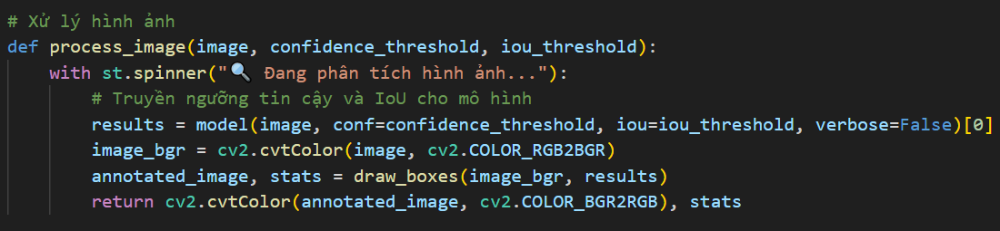 # Xử lý hình ảnh
def process_image(image, confidence_threshold, iou_threshold):
    with st.spinner("🔍 Đang phân tích hình ảnh..."):
        # Truyền ngưỡng tin cậy và IoU cho mô hình
        results = model(image, conf=confidence_threshold, iou=iou_threshold, verbose=False)[0]
        image_bgr = cv2.cvtColor(image, cv2.COLOR_RGB2BGR)
        annotated_image, stats = draw_boxes(image_bgr, results)
        return cv2.cvtColor(annotated_image, cv2.COLOR_BGR2RGB), stats